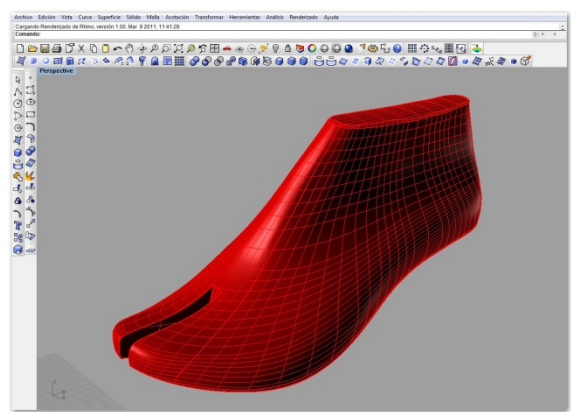 Archivo Edición Vista Curva Superficie Sólido Malla Acotación Transformar Herramientas Análisis Renderizado Ayuda
Cargando Renderizado de Rhino, versión 1.00, Mar 9 2011, 11:41:28
Comando:
Perspective